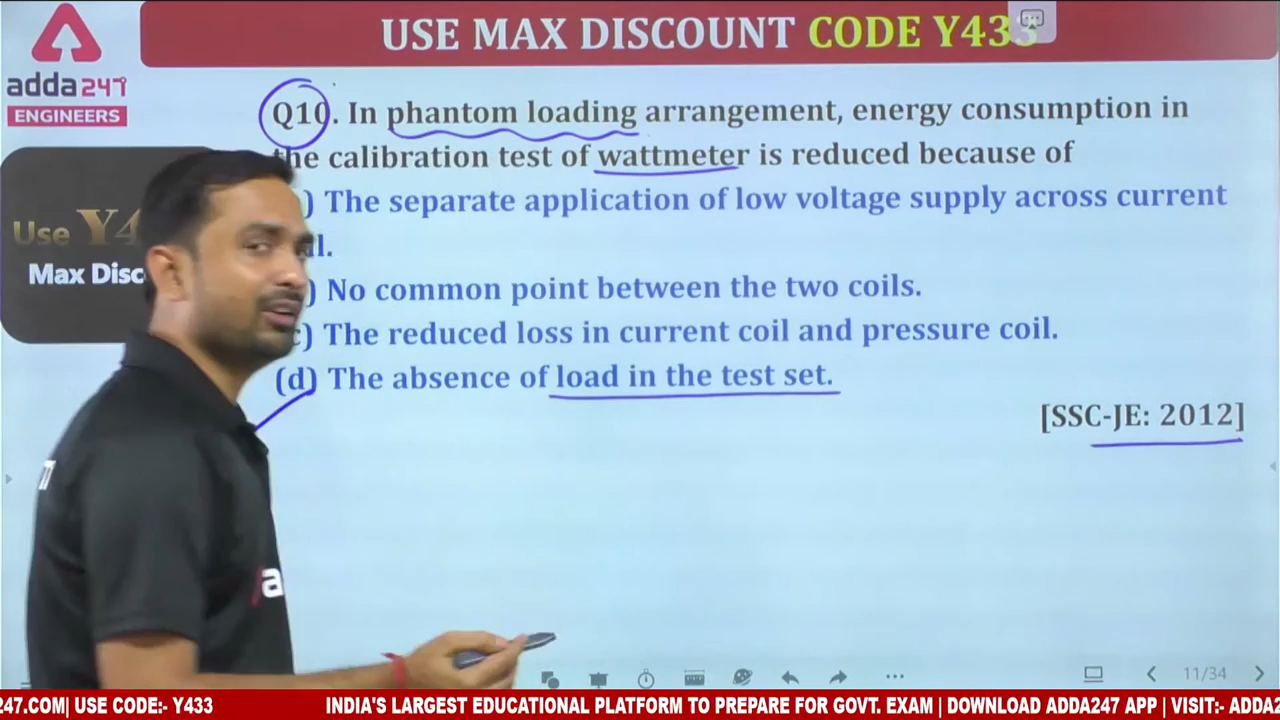 USE MAX DISCOUNT CODE Y433
adda247
ENGINEERS
Q10. In phantom loading arrangement, energy consumption in
the calibration test of wattmeter is reduced because of
) The separate application of low voltage supply across current
l.
Use Y4
Max Disc
) No common point between the two coils.
c) The reduced loss in current coil and pressure coil.
(d) The absence of load in the test set.
[SSC-JE: 2012]
a
11/34
247.COM| USE CODE:- Y433 INDIA'S LARGEST EDUCATIONAL PLATFORM TO PREPARE FOR GOVT. EXAM | DOWNLOAD ADDA247 APP | VISIT:- ADDA2